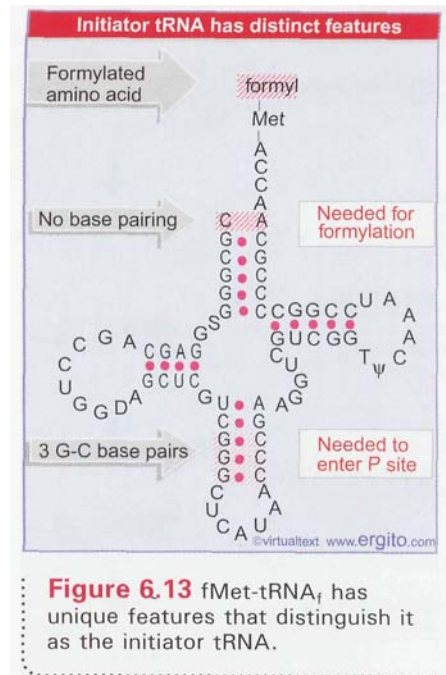 Initiator tRNA has distinct features
Formylated
amino acid
formyl
Met
A
C
C
A
No base pairing
C A
G C
C G
G C
G C
G C
G C
Needed for
formylation
C G G C C
U A
A
A
C
ψ
T
G C U G G
C
U
G
G
A
A
S
G
C G A G
A
G
C
C
U
G
G
D
A
G C U C
G
U A
C G
G C
G C
G C
3 G-C base pairs
Needed to
enter P site
C
U
C
A
U
A
A
©virtualtext www.ergito.com
Figure 6.13 fMet-tRNAf has
unique features that distinguish it
as the initiator tRNA.